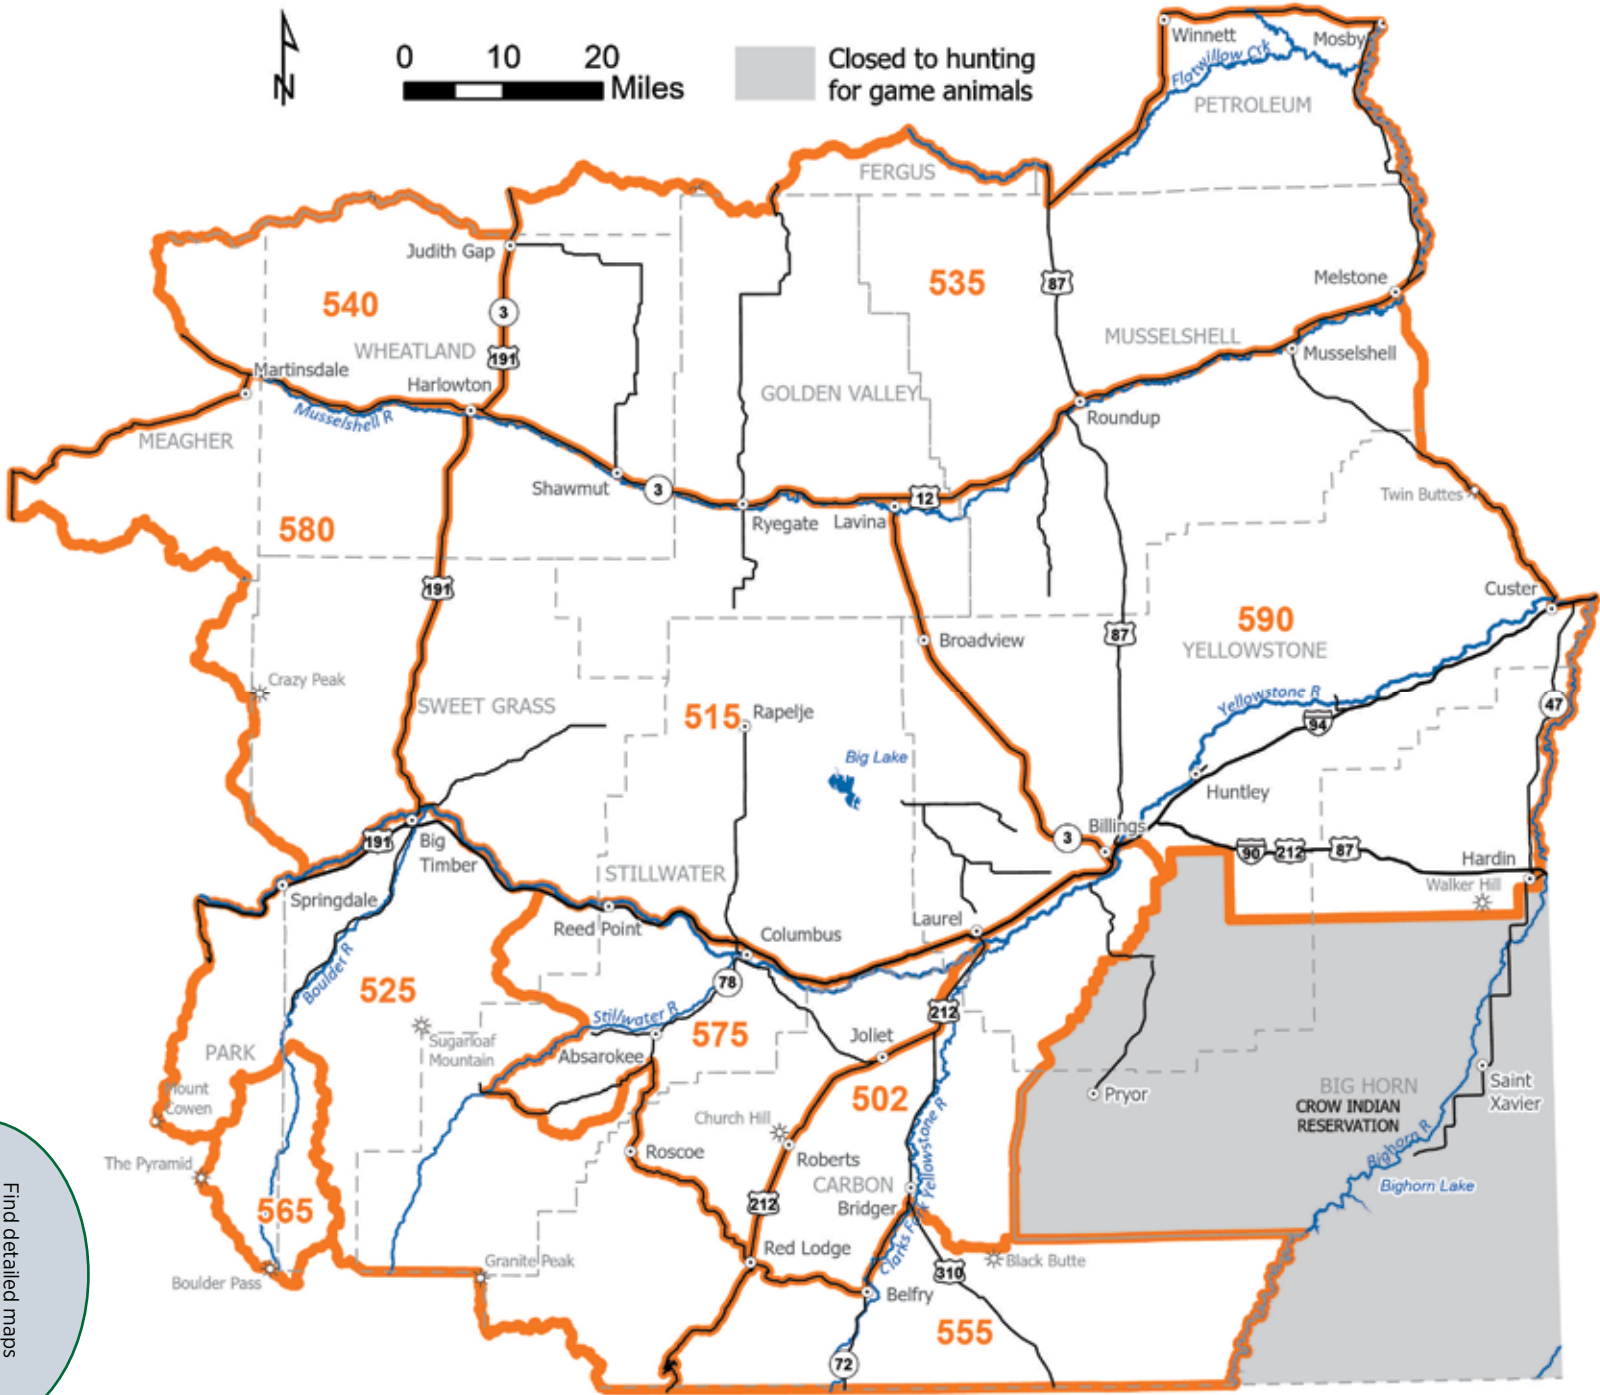 N
0 10 20
Miles
Closed to hunting
for game animals
Winnett
Mosby
Flatwillow Crk
PETROLEUM
FERGUS
Judith Gap
540
535
87
3
Melstone
WHEATLAND
191
MUSSELSHELL
Musselshell
Martinsdale
Harlowton
GOLDEN VALLEY
Musselshell R
Roundup
MEAGHER
Shawmut
3
12
Twin Buttes
Ryegate
Lavina
580
191
Custer
590
87
Broadview
YELLOWSTONE
Crazy Peak
Yellowstone R
47
SWEET GRASS
515
Rapelje
94
Big Lake
Huntley
191
Big
Timber
3
Billings
90
212
87
Hardin
STILLWATER
Walker Hill
Springdale
Reed Point
Columbus
Laurel
Boulder R
525
78
212
Stillwater R
575
Sugarloaf
Mountain
Absarokee
Joliet
PARK
Mount
Cowen
502
Pryor
BIG HORN
CROW INDIAN
RESERVATION
Saint
Xavier
Church Hill
Clarks Fork Yellowstone R
Bighorn R
The Pyramid
Roscoe
Roberts
CARBON
Bridger
Bighorn Lake
565
212
Red Lodge
Granite Peak
Boulder Pass
310
Black Butte
Belfry
555
72
Find detailed maps